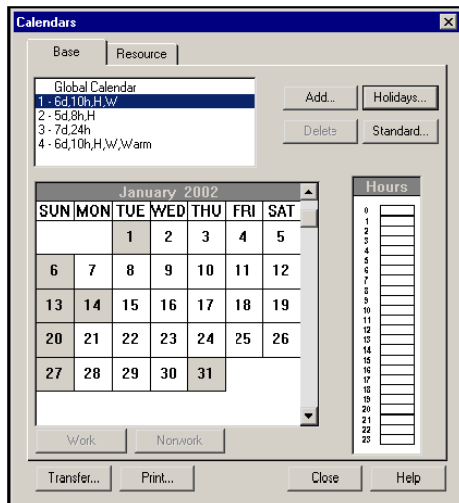 Calendars
Base Resource
Global Calendar
1 - 6d,10h,H,W
2 - 5d,8h,H
3 - 7d,24h
4 - 6d,10h,H,W,Warm
Add... Holidays...
Delete Standard...
January 2002
SUN MON TUE WED THU FRI SAT
1 2 3 4 5
6 7 8 9 10 11 12
13 14 15 16 17 18 19
20 21 22 23 24 25 26
27 28 29 30 31
Hours
0
1
2
3
4
5
6
7
8
9
10
11
12
13
14
15
16
17
18
19
20
21
22
23
Work Nonwork
Transfer... Print... Close Help